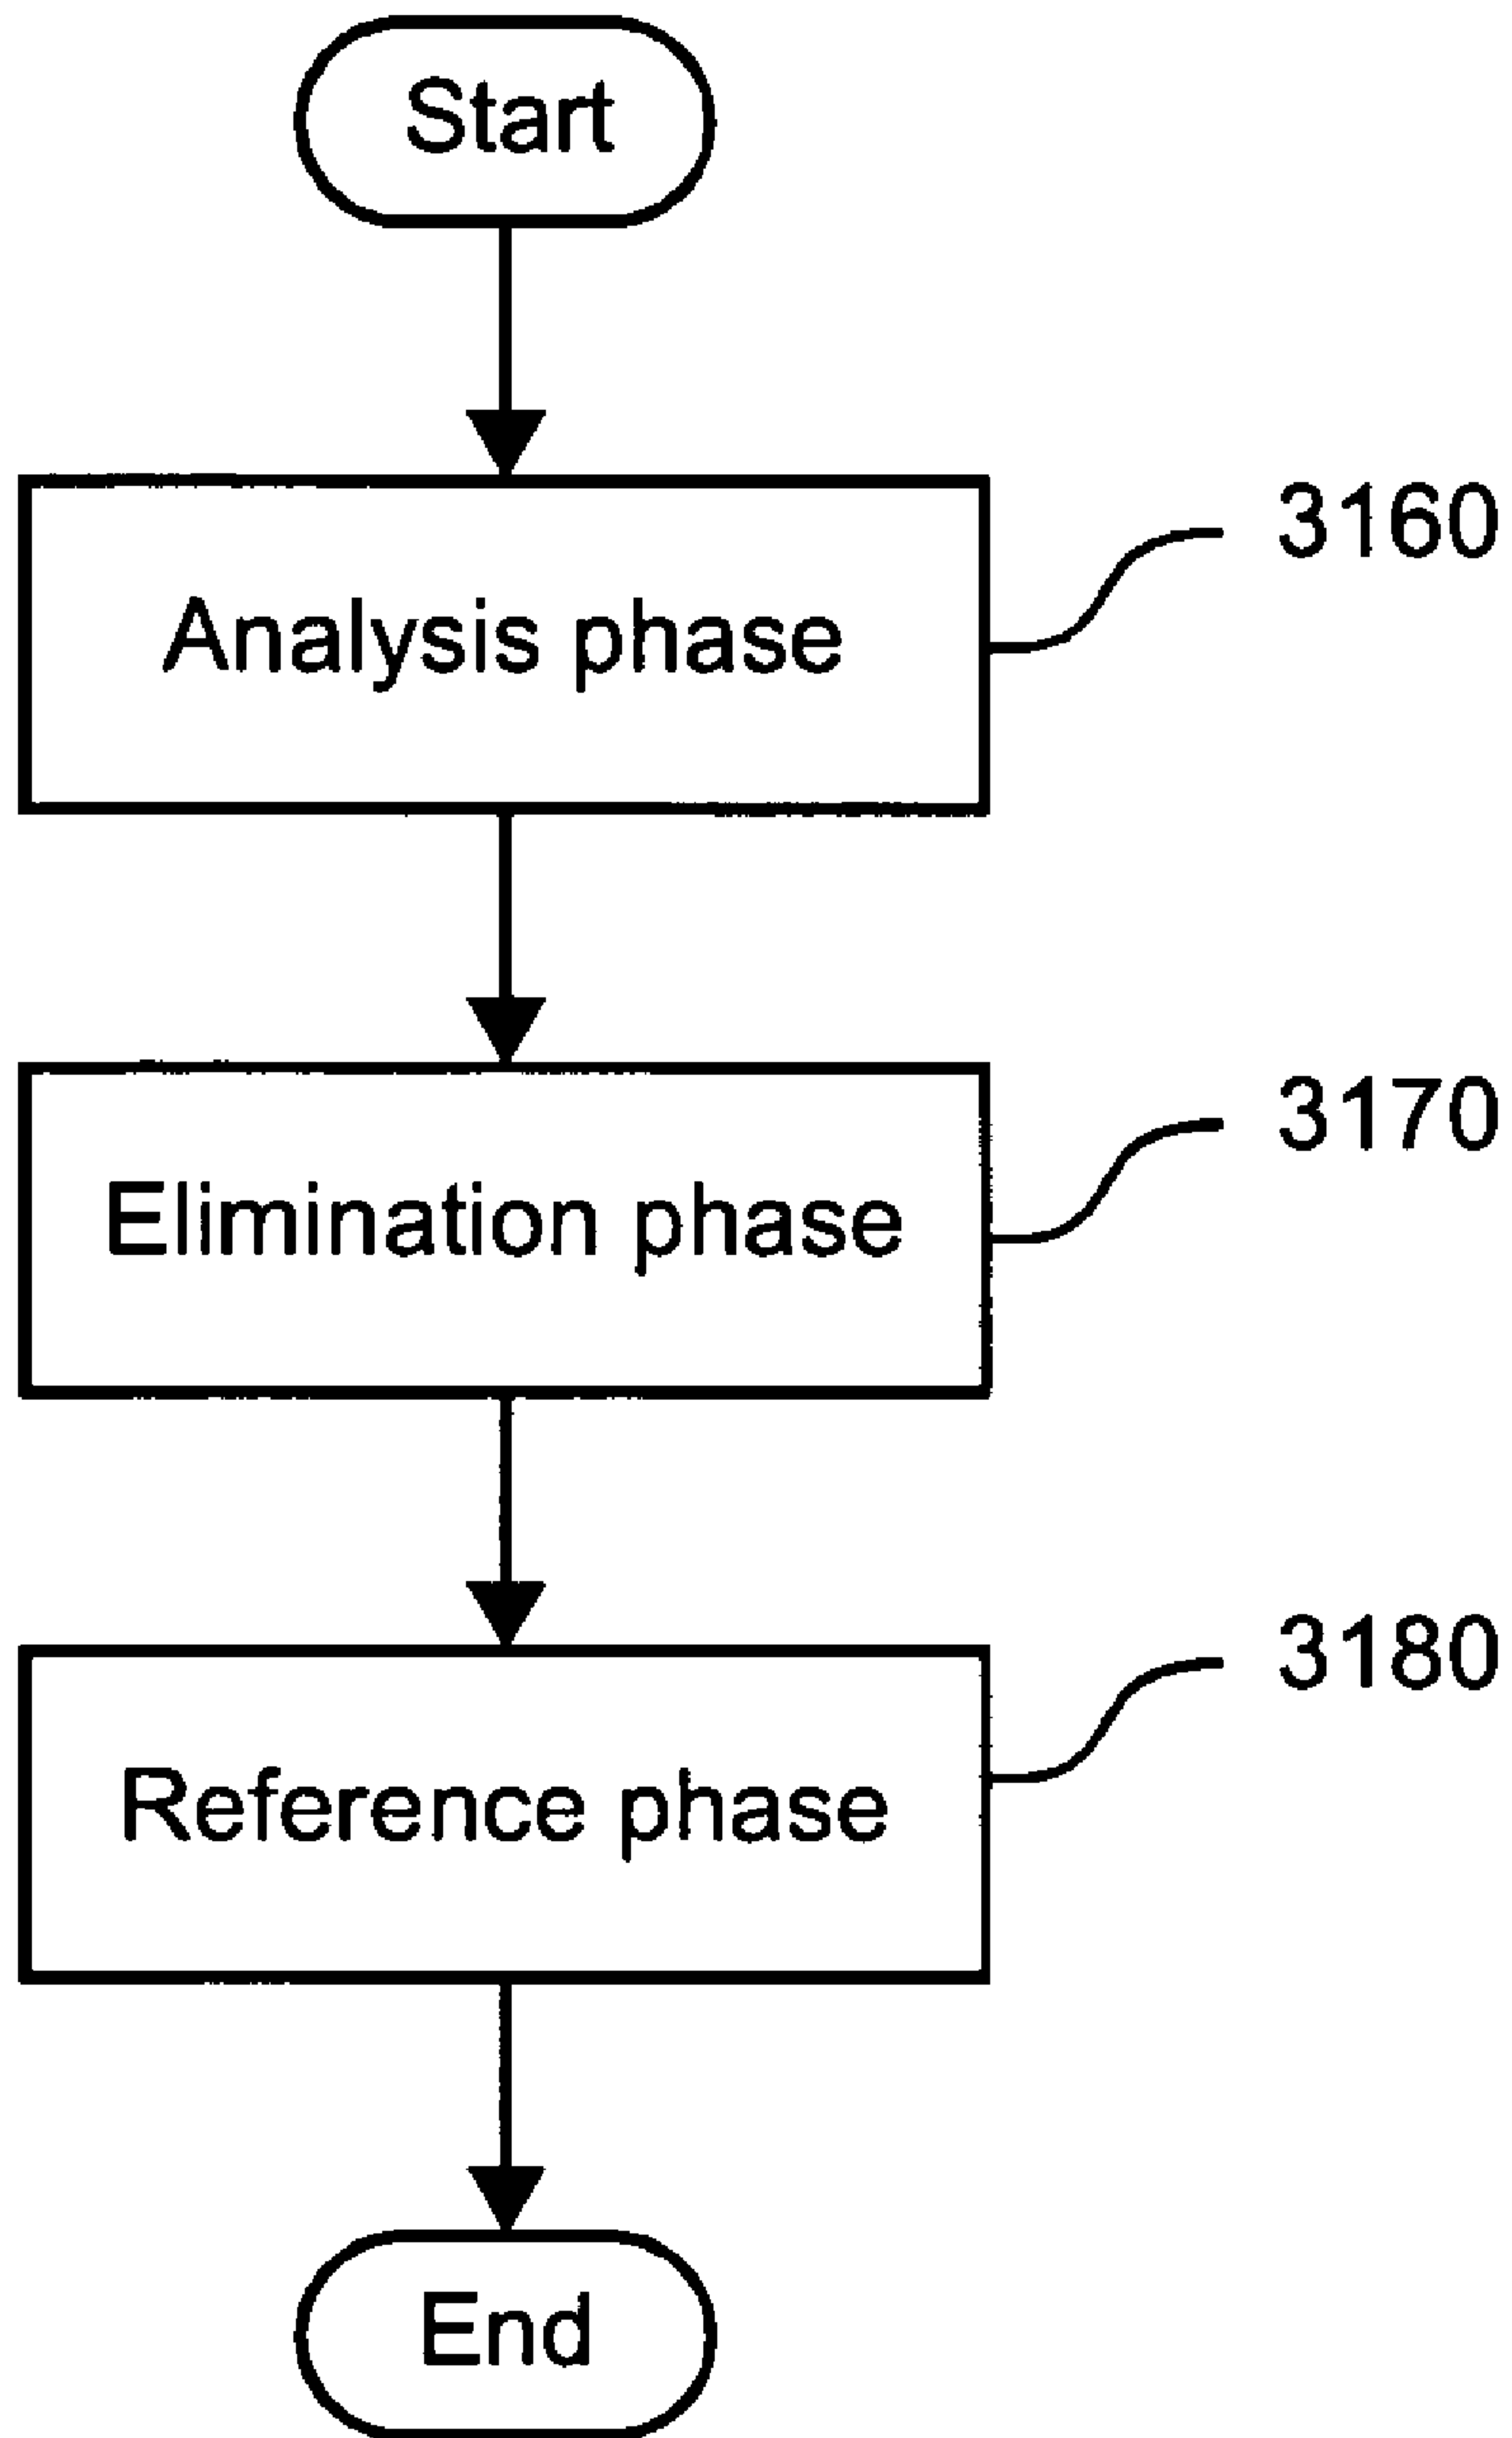 Start
3160
Analysis phase
3170
Elimination phase
3180
Reference phase
End